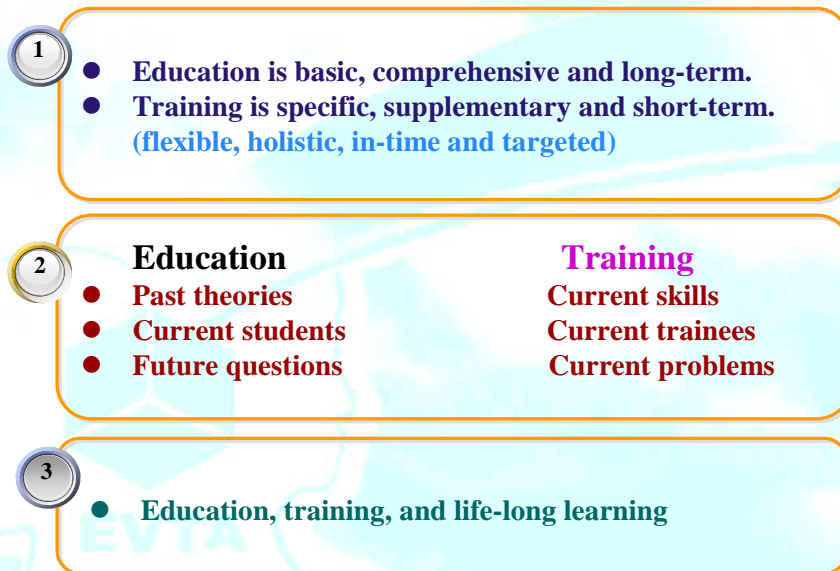 1
● Education is basic, comprehensive and long-term.
● Training is specific, supplementary and short-term.
(flexible, holistic, in-time and targeted)
2
Education Training
● Past theories Current skills
● Current students Current trainees
● Future questions Current problems
3
● Education, training, and life-long learning
EVTA